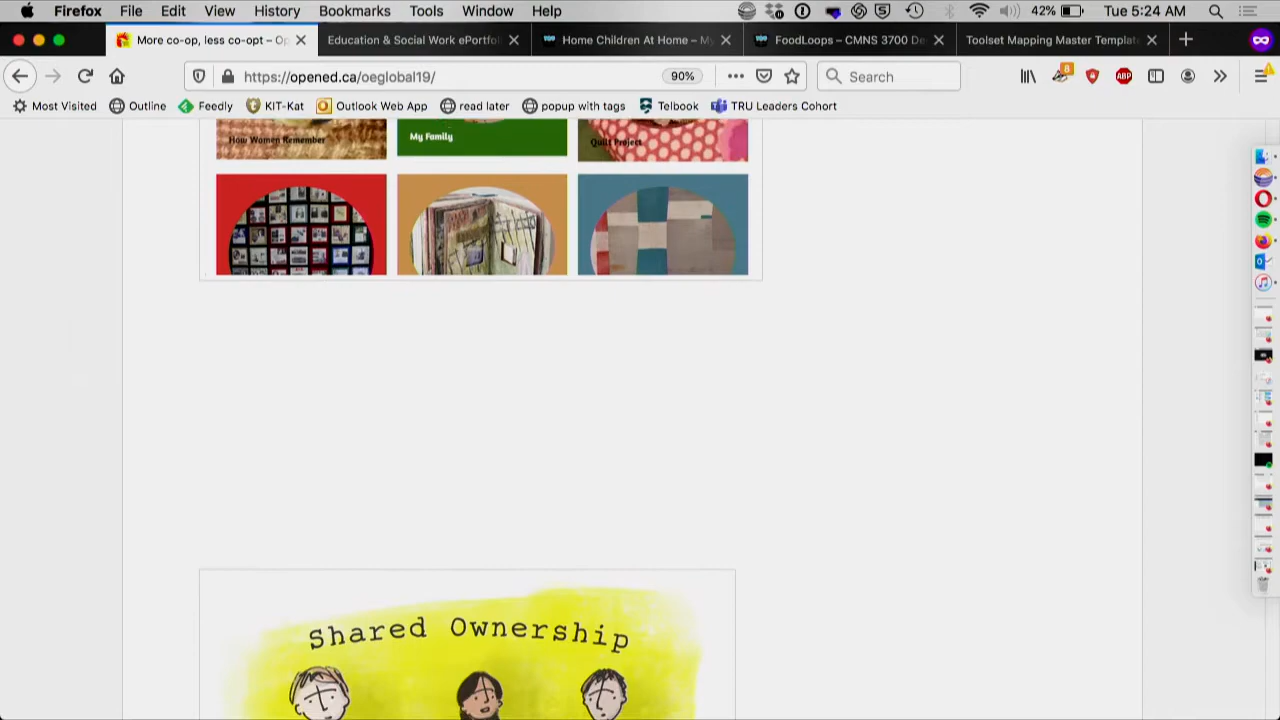 Firefox File Edit View History Bookmarks Tools Window Help 42% Tue 5:24 AM
More co-op, less co-opt – Op Education & Social Work ePortfol Home Children At Home – My FoodLoops – CMNS 3700 De Toolset Mapping Master Templat
https://opened.ca/oeglobal19/ 90% Search 8 ABP
Most Visited Outline Feedly KIT-Kat Outlook Web App read later popup with tags Telbook TRU Leaders Cohort
How Women Remember My Family Quilt Project
Shared Ownership